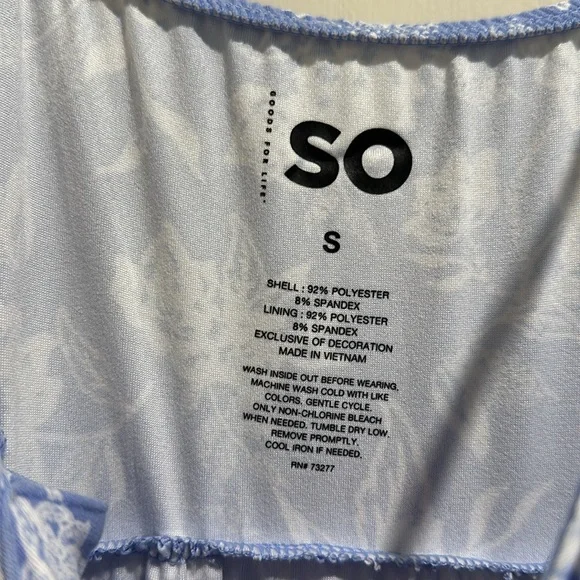 GOODS FOR LIFE™
SO
S
SHELL : 92% POLYESTER
8% SPANDEX
LINING : 92% POLYESTER
8% SPANDEX
EXCLUSIVE OF DECORATION
MADE IN VIETNAM
WASH INSIDE OUT BEFORE WEARING.
MACHINE WASH COLD WITH LIKE
COLORS. GENTLE CYCLE.
ONLY NON-CHLORINE BLEACH
WHEN NEEDED. TUMBLE DRY LOW.
REMOVE PROMPTLY.
COOL IRON IF NEEDED.
RN# 73277